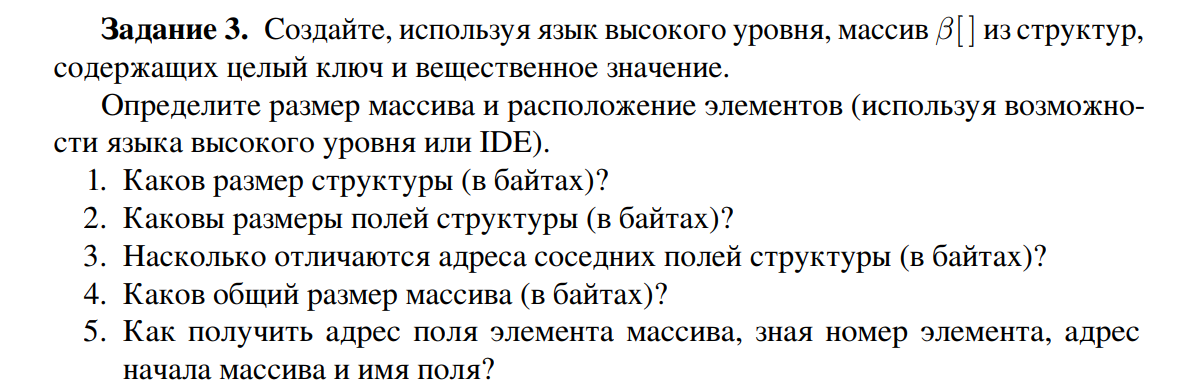 Задание 3. Создайте, используя язык высокого уровня, массив β[] из структур,
содержащих целый ключ и вещественное значение.
Определите размер массива и расположение элементов (используя возможно-
сти языка высокого уровня или IDE).
1. Каков размер структуры (в байтах)?
2. Каковы размеры полей структуры (в байтах)?
3. Насколько отличаются адреса соседних полей структуры (в байтах)?
4. Каков общий размер массива (в байтах)?
5. Как получить адрес поля элемента массива, зная номер элемента, адрес
начала массива и имя поля?